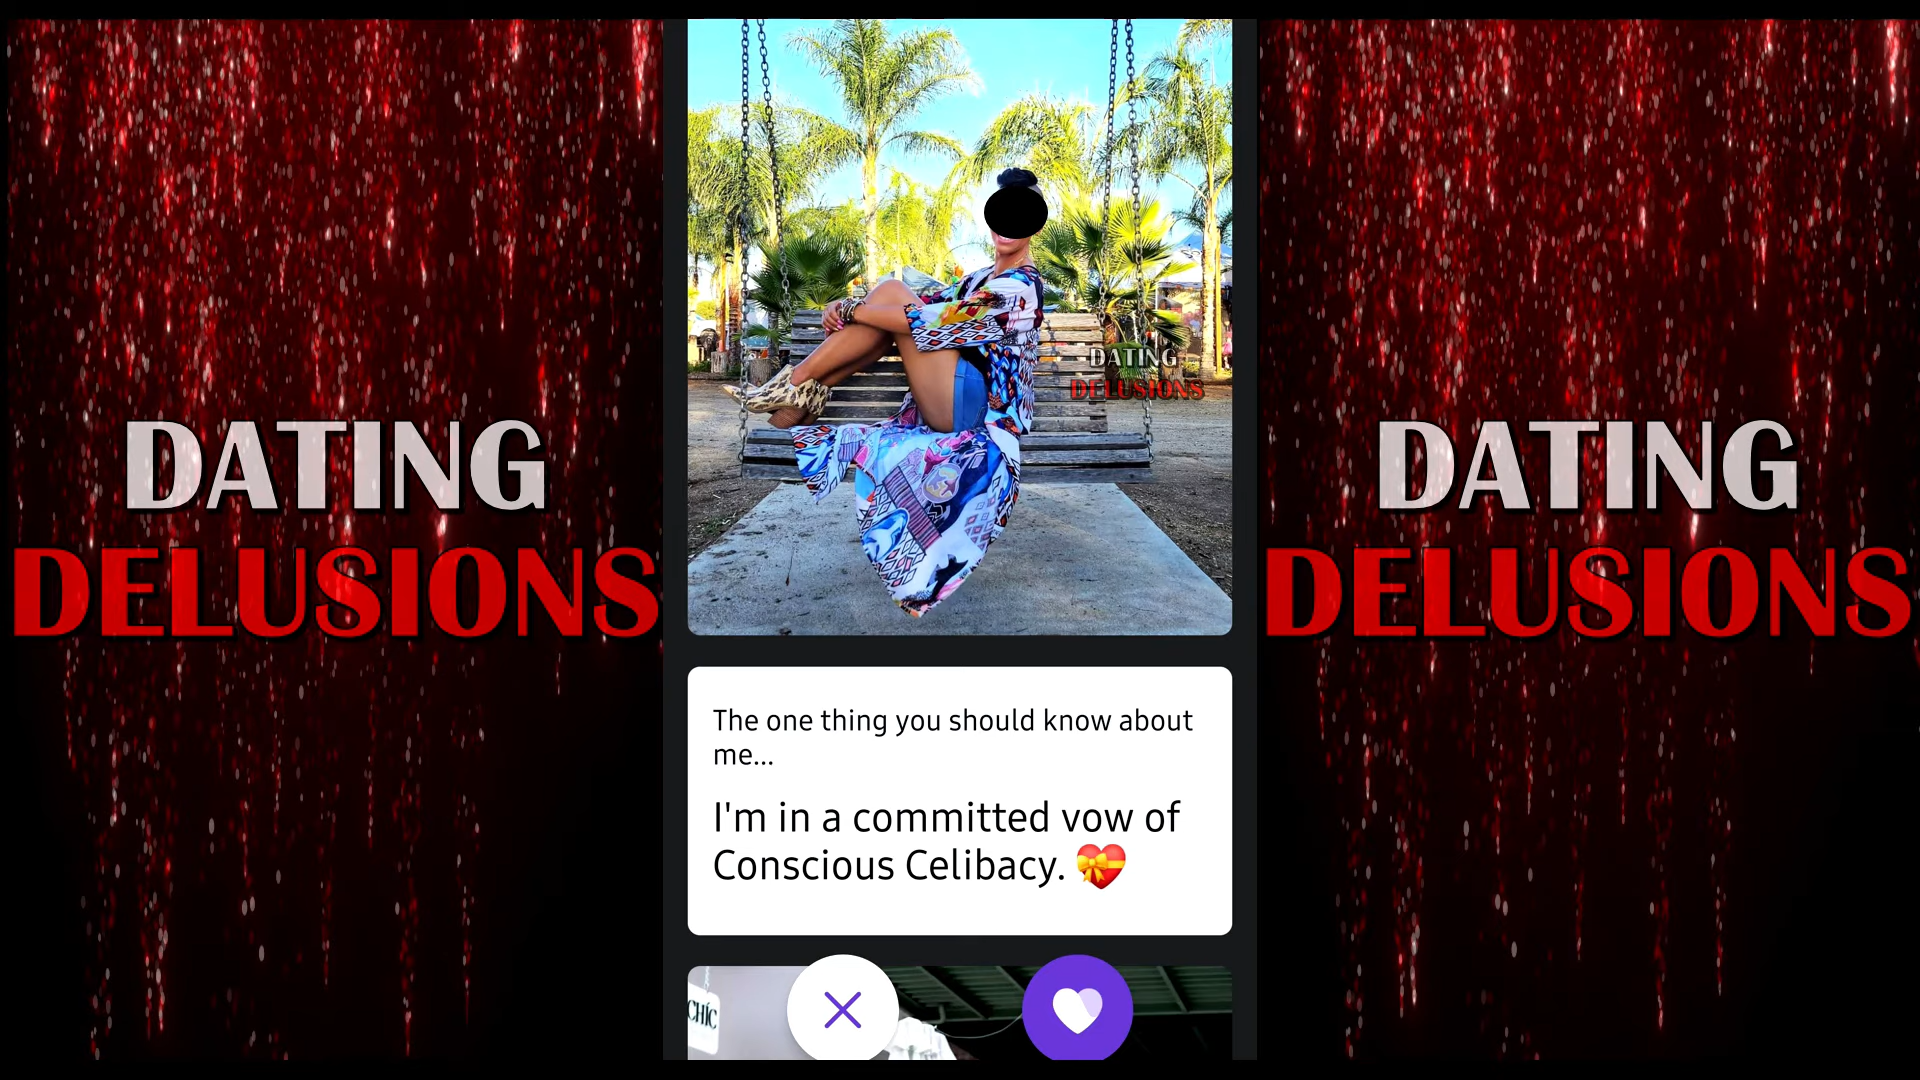 DATING
DELUSIONS
DATING
DELUSIONS
The one thing you should know about
me...
I'm in a committed vow of
Conscious Celibacy. 💝
CHÍC
DATING
DELUSIONS